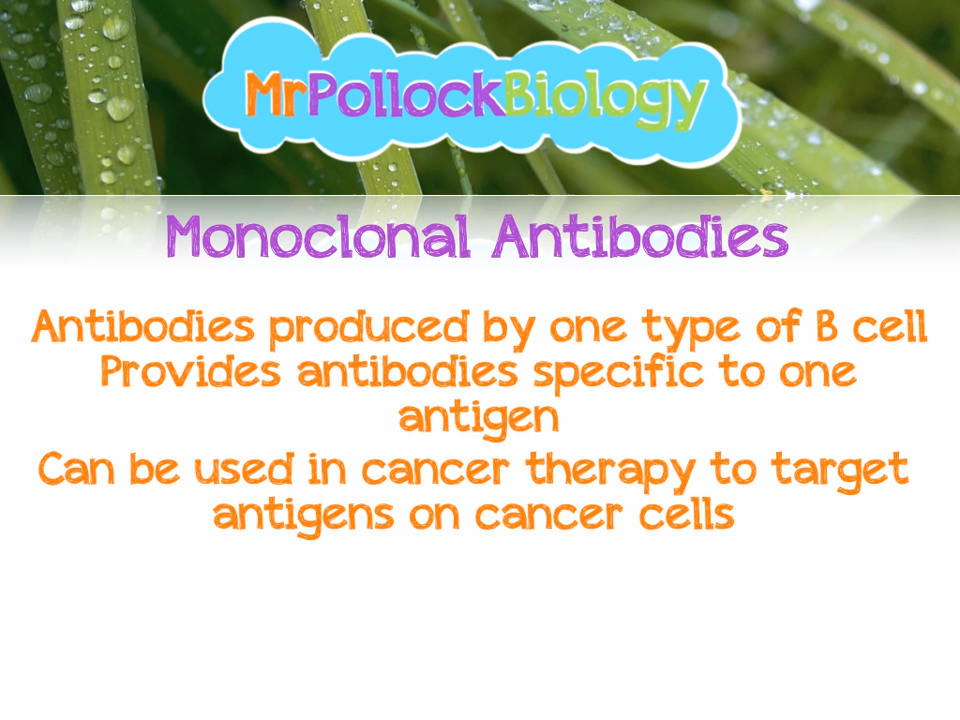 MrPollockBiology
Monoclonal Antibodies
Antibodies produced by one type of B cell
Provides antibodies specific to one
antigen
Can be used in cancer therapy to target
antigens on cancer cells